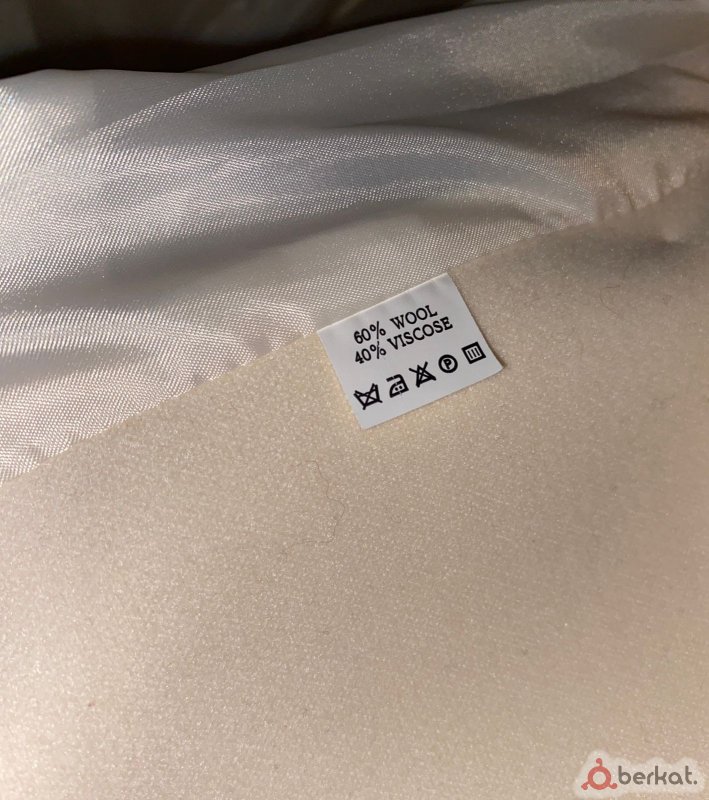 60% WOOL
40% VISCOSE
P
berkat.